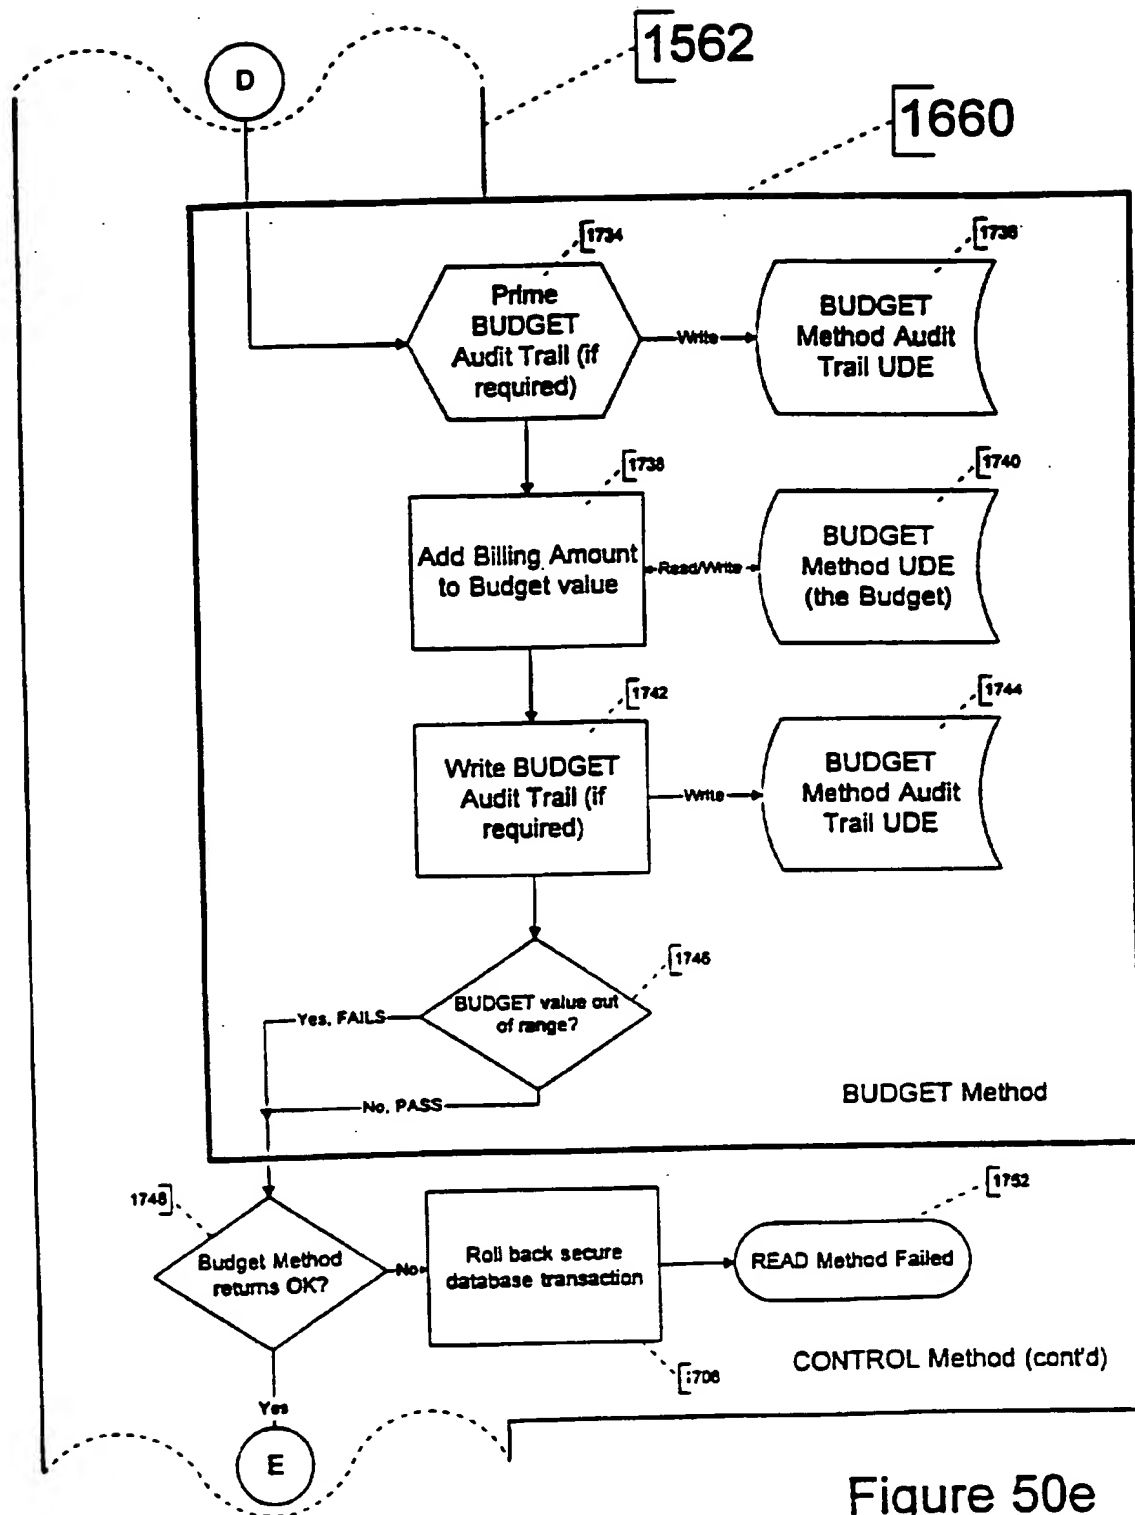 1562
D
1660
1734
1736
Prime
BUDGET
Audit Trail (if
required)
Write
BUDGET
Method Audit
Trail UDE
1738
1740
Add Billing Amount
to Budget value
Read/Write
BUDGET
Method UDE
(the Budget)
1742
1744
Write BUDGET
Audit Trail (if
required)
Write
BUDGET
Method Audit
Trail UDE
1746
BUDGET value out
of range?
Yes, FAILS
No, PASS
BUDGET Method
1748
1752
Budget Method
returns OK?
No
Roll back secure
database transaction
READ Method Failed
CONTROL Method (cont'd)
Yes
E
Figure 50e